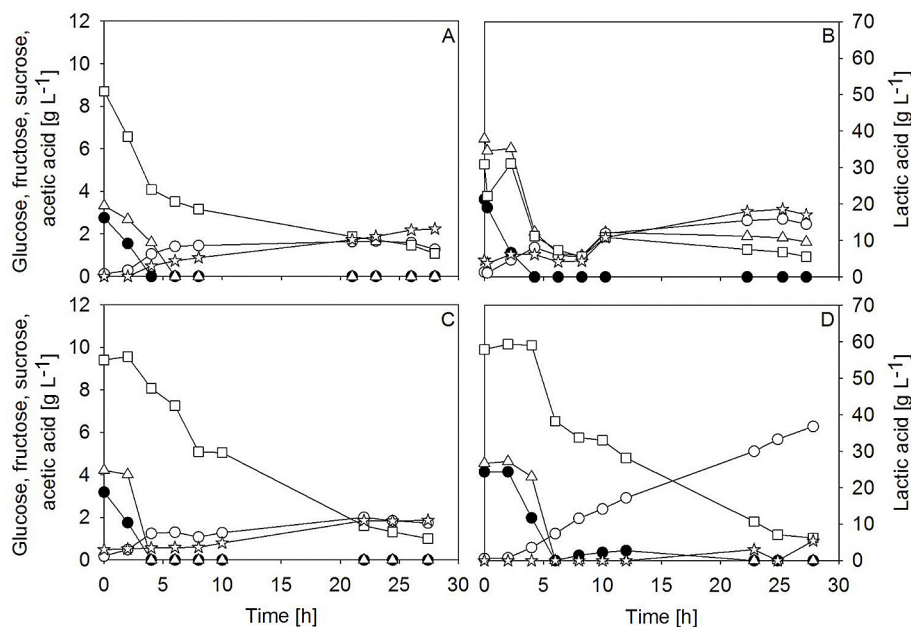 Glucose, fructose, sucrose,
acetic acid [g L-1]
12
10
8
6
4
2
0
A
B
70
60
50
40
30
20
10
0
Lactic acid [g L-1]
Glucose, fructose, sucrose,
acetic acid [g L-1]
12
10
8
6
4
2
0
C
D
70
60
50
40
30
20
10
0
Lactic acid [g L-1]
0 5 10 15 20 25 30
0 5 10 15 20 25 30
Time [h]
Time [h]